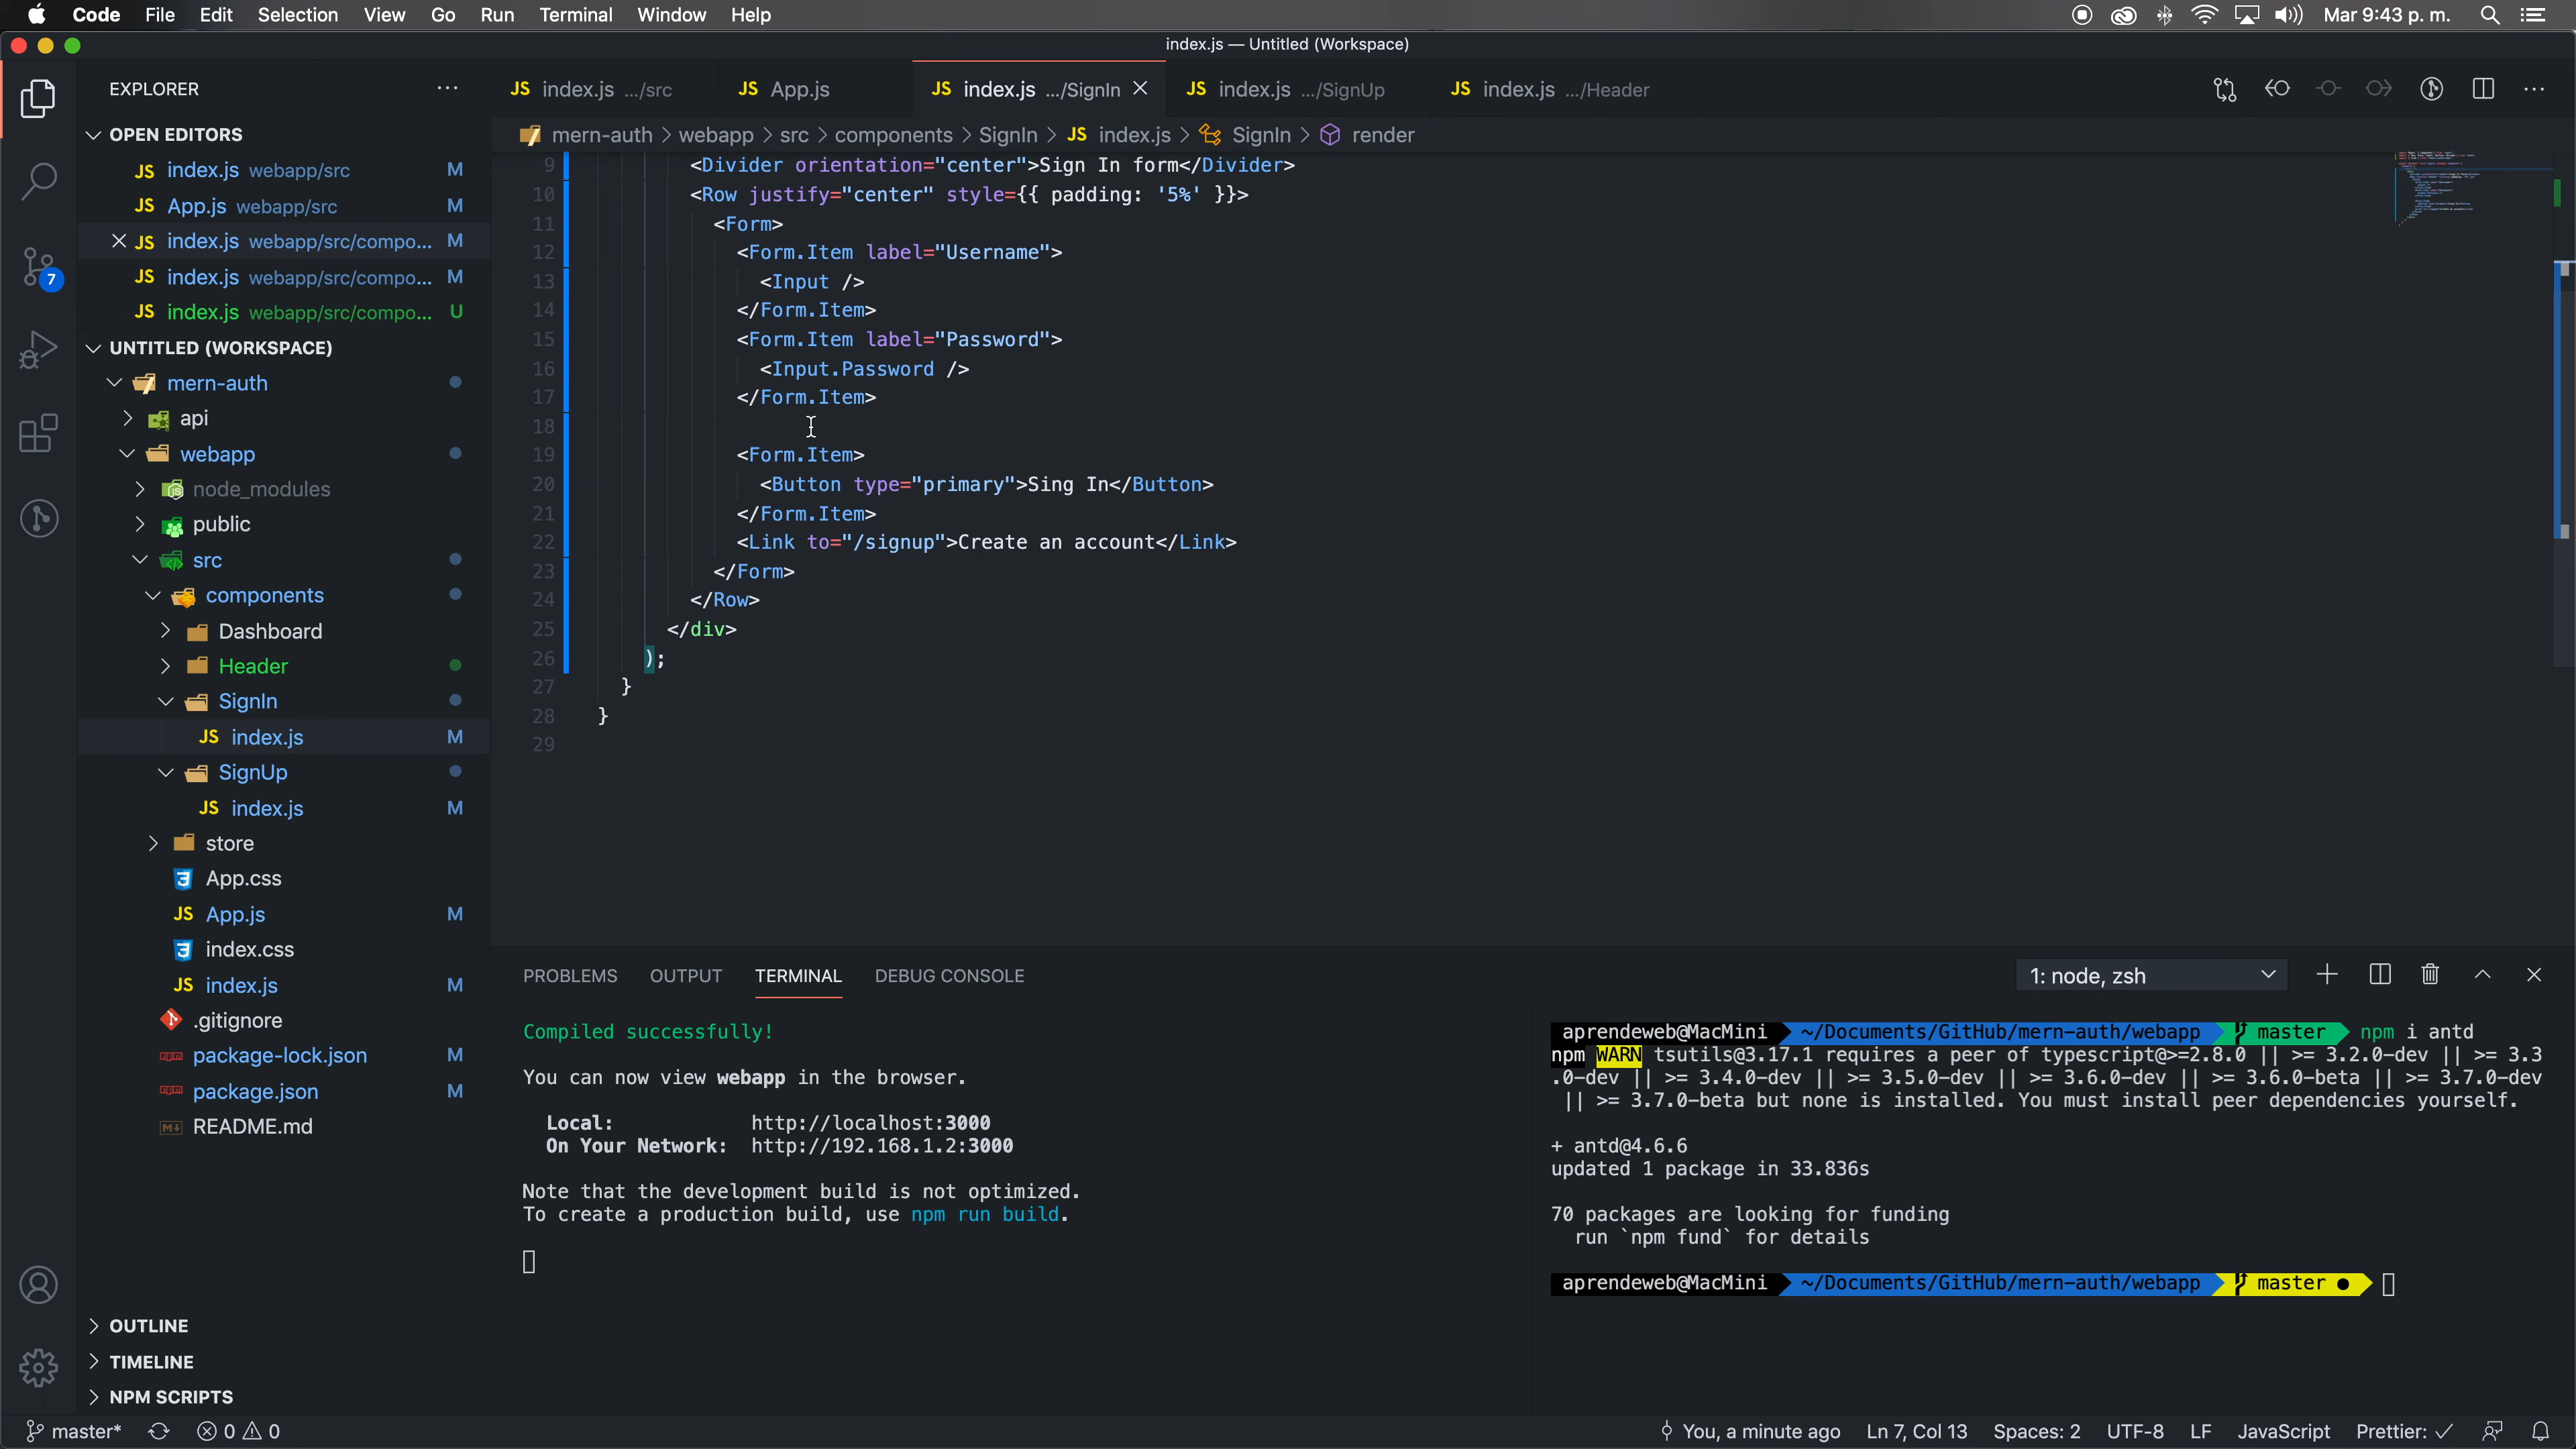 Code File Edit Selection View Go Run Terminal Window Help Mar 9:43 p. m.
index.js — Untitled (Workspace)
EXPLORER
JS index.js .../src JS App.js JS index.js .../SignIn JS index.js .../SignUp JS index.js .../Header
mern-auth > webapp > src > components > SignIn > JS index.js > SignIn > render
OPEN EDITORS
JS index.js webapp/src M
JS App.js webapp/src M
JS index.js webapp/src/compo... M
JS index.js webapp/src/compo... M
JS index.js webapp/src/compo... U
UNTITLED (WORKSPACE)
mern-auth
api
webapp
node_modules
public
src
components
Dashboard
Header
SignIn
JS index.js M
SignUp
JS index.js M
store
App.css
JS App.js M
index.css
JS index.js M
.gitignore
package-lock.json M
package.json M
README.md
OUTLINE
TIMELINE
NPM SCRIPTS
7
9 <Divider orientation="center">Sign In form</Divider>
10 <Row justify="center" style={{ padding: '5%' }}>
11 <Form>
12 <Form.Item label="Username">
13 <Input />
14 </Form.Item>
15 <Form.Item label="Password">
16 <Input.Password />
17 </Form.Item>
18
19 <Form.Item>
20 <Button type="primary">Sing In</Button>
21 </Form.Item>
22 <Link to="/signup">Create an account</Link>
23 </Form>
24 </Row>
25 </div>
26 );
27 }
28 }
29
PROBLEMS OUTPUT TERMINAL DEBUG CONSOLE 1: node, zsh
Compiled successfully!
You can now view webapp in the browser.
Local: http://localhost:3000
On Your Network: http://192.168.1.2:3000
Note that the development build is not optimized.
To create a production build, use npm run build.
aprendeweb@MacMini ~/Documents/GitHub/mern-auth/webapp master npm i antd
npm WARN tsutils@3.17.1 requires a peer of typescript@>=2.8.0 || >= 3.2.0-dev || >= 3.3
.0-dev || >= 3.4.0-dev || >= 3.5.0-dev || >= 3.6.0-dev || >= 3.6.0-beta || >= 3.7.0-dev
|| >= 3.7.0-beta but none is installed. You must install peer dependencies yourself.
+ antd@4.6.6
updated 1 package in 33.836s
70 packages are looking for funding
run `npm fund` for details
aprendeweb@MacMini ~/Documents/GitHub/mern-auth/webapp master ●
master* 0 0 You, a minute ago Ln 7, Col 13 Spaces: 2 UTF-8 LF JavaScript Prettier: ✓